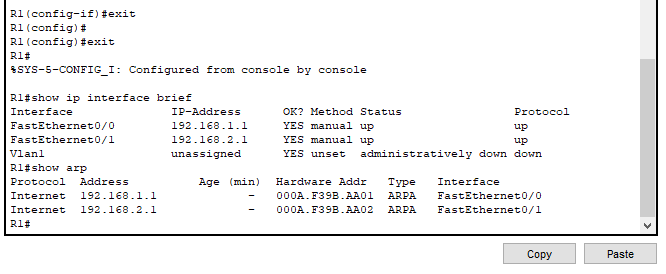 R1(config-if)#exit
R1(config)#
R1(config)#exit
R1#
%SYS-5-CONFIG_I: Configured from console by console
R1#show ip interface brief
Interface IP-Address OK? Method Status Protocol
FastEthernet0/0 192.168.1.1 YES manual up up
FastEthernet0/1 192.168.2.1 YES manual up up
Vlan1 unassigned YES unset administratively down down
R1#show arp
Protocol Address Age (min) Hardware Addr Type Interface
Internet 192.168.1.1 - 000A.F39B.AA01 ARPA FastEthernet0/0
Internet 192.168.2.1 - 000A.F39B.AA02 ARPA FastEthernet0/1
R1#
Copy Paste